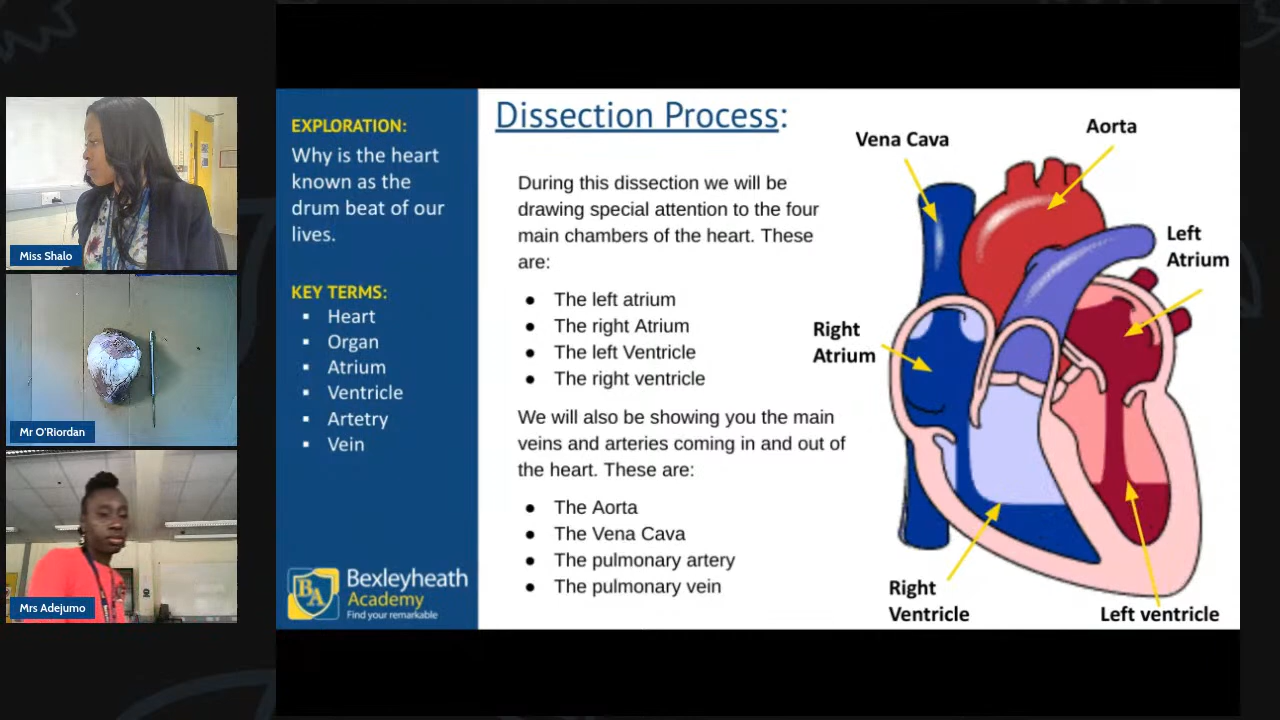 Miss Shalo
Mr O'Riordan
Mrs Adejumo
EXPLORATION:
Why is the heart
known as the
drum beat of our
lives.
KEY TERMS:
▪ Heart
▪ Organ
▪ Atrium
▪ Ventricle
▪ Artetry
▪ Vein
BA
Bexleyheath
Academy
Find your remarkable
Dissection Process:
During this dissection we will be
drawing special attention to the four
main chambers of the heart. These
are:
● The left atrium
● The right Atrium
● The left Ventricle
● The right ventricle
We will also be showing you the main
veins and arteries coming in and out of
the heart. These are:
● The Aorta
● The Vena Cava
● The pulmonary artery
● The pulmonary vein
Vena Cava
Aorta
Left
Atrium
Right
Atrium
Right
Ventricle
Left ventricle